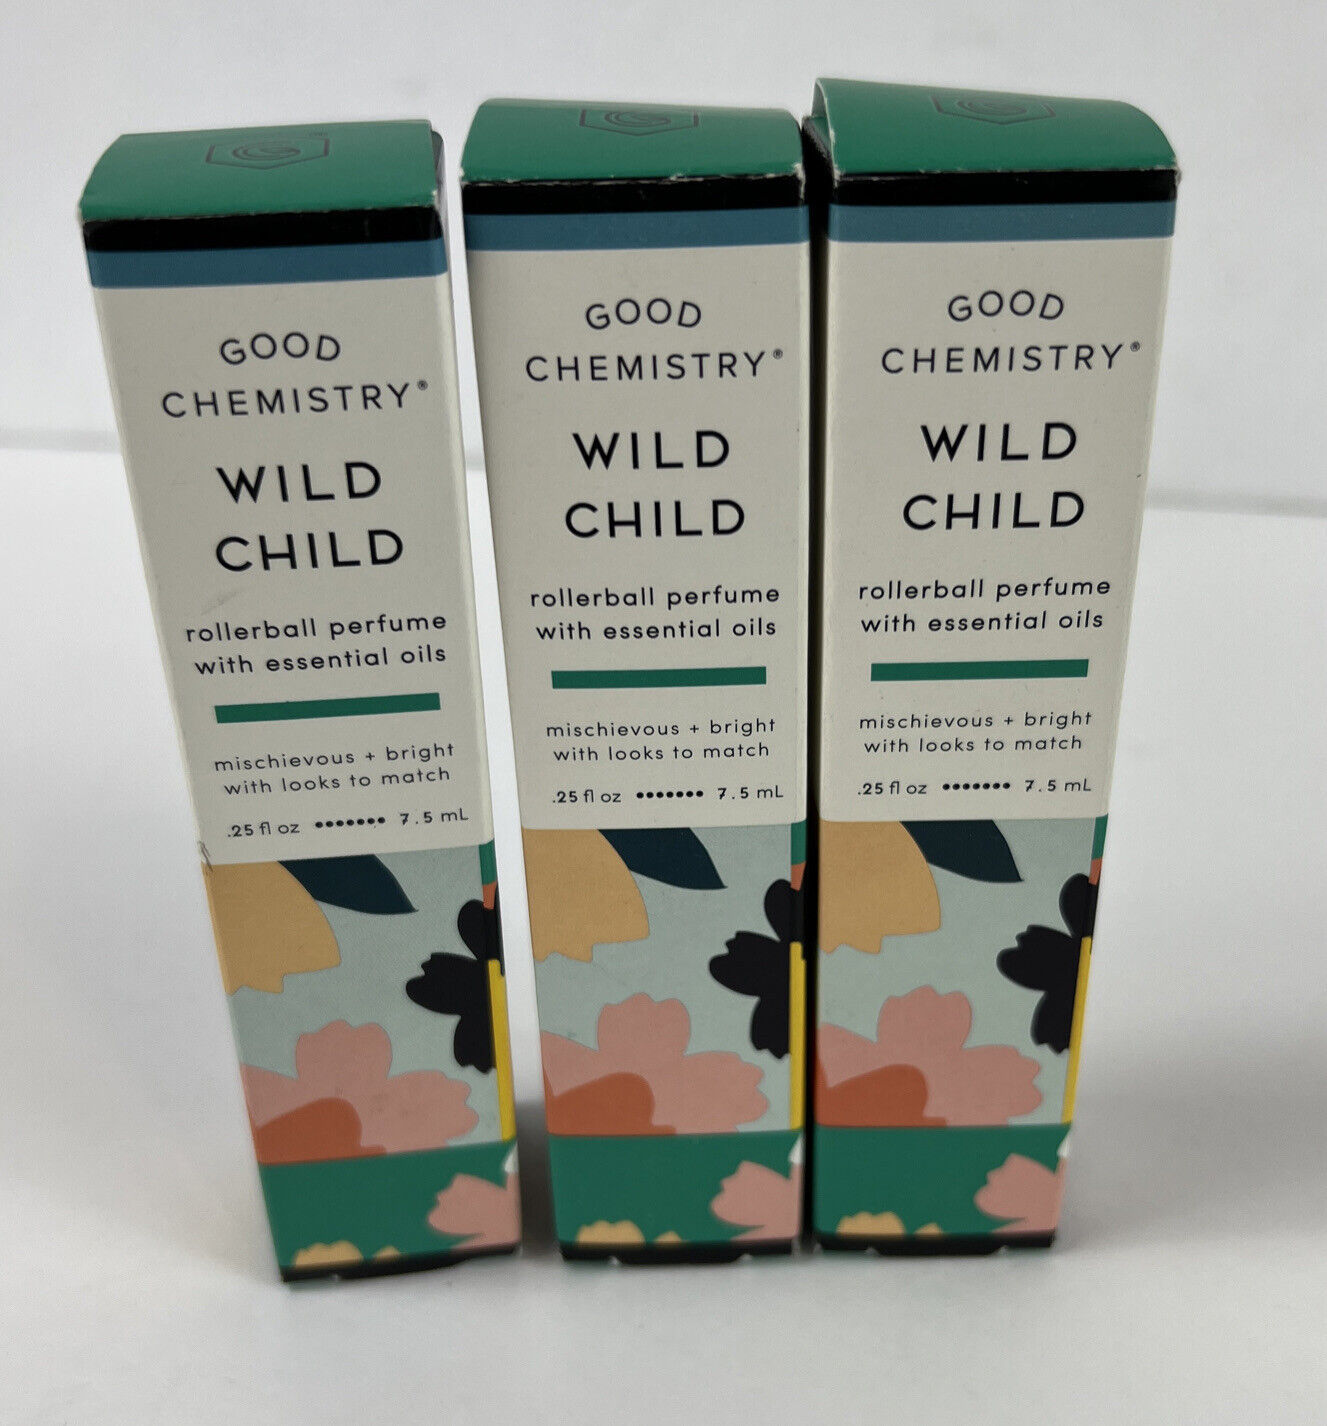 GOOD
CHEMISTRY®
WILD
CHILD
rollerball perfume
with essential oils
mischievous + bright
with looks to match
.25 fl oz ••••••• 7.5 mL
GOOD
CHEMISTRY®
WILD
CHILD
rollerball perfume
with essential oils
mischievous + bright
with looks to match
.25 fl oz ••••••• 7.5 mL
GOOD
CHEMISTRY®
WILD
CHILD
rollerball perfume
with essential oils
mischievous + bright
with looks to match
.25 fl oz ••••••• 7.5 mL